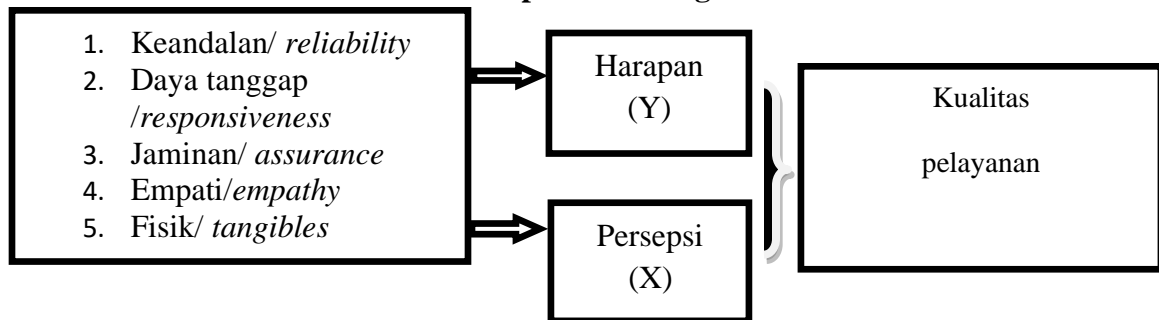 1. Keandalan/ reliability
2. Daya tanggap
/responsiveness
3. Jaminan/ assurance
4. Empati/empathy
5. Fisik/ tangibles
Harapan
(Y)
Persepsi
(X)
Kualitas
pelayanan